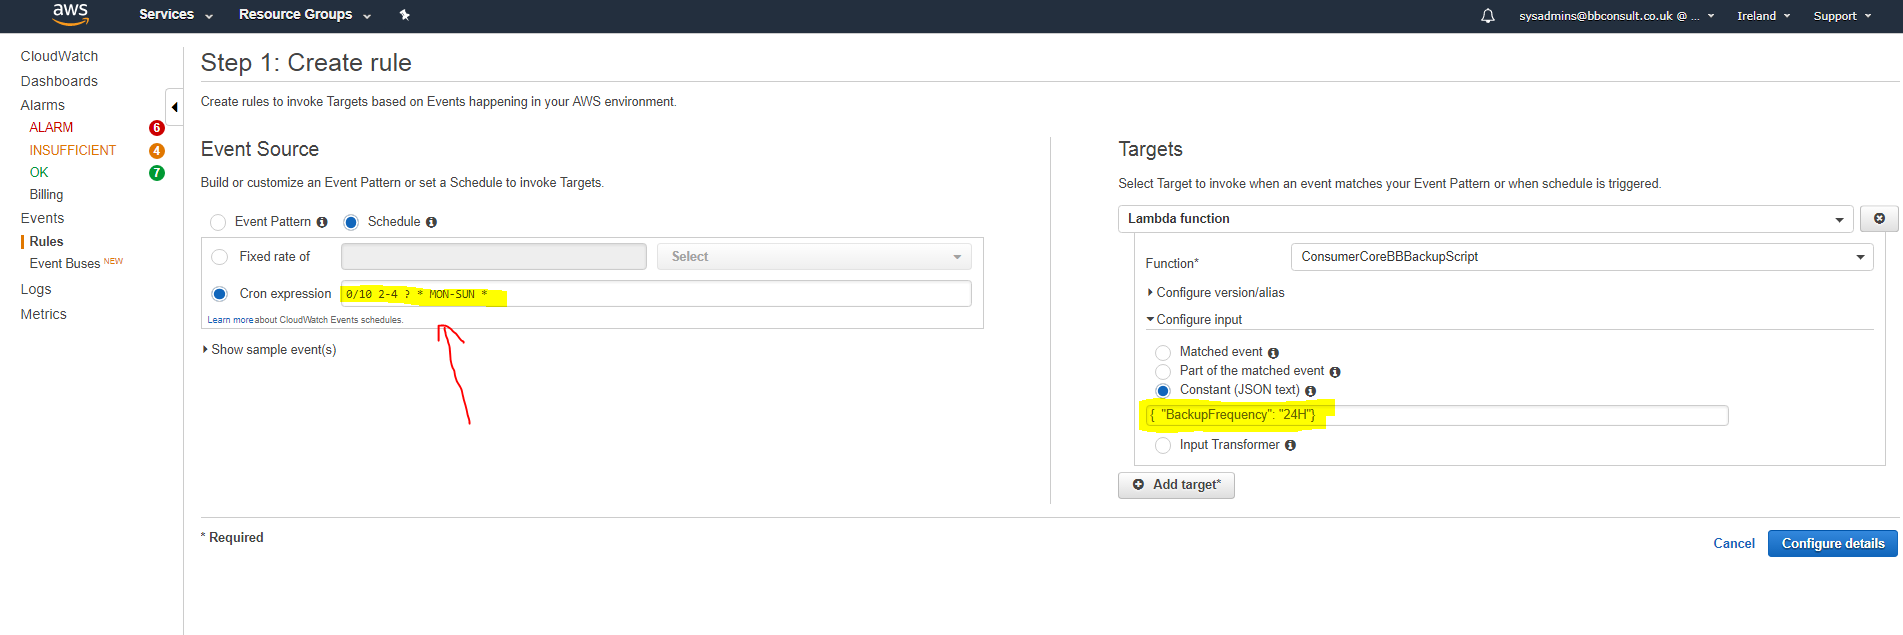 aws Services Resource Groups sysadmins@bbconsult.co.uk @ ... Ireland Support
CloudWatch
Dashboards
Alarms
ALARM 6
INSUFFICIENT 4
OK 7
Billing
Events
Rules
Event Buses NEW
Logs
Metrics
Step 1: Create rule
Create rules to invoke Targets based on Events happening in your AWS environment.
Event Source
Build or customize an Event Pattern or set a Schedule to invoke Targets.
Event Pattern Schedule
Fixed rate of Select
Cron expression 0/10 2-4 ? * MON-SUN *
Learn more about CloudWatch Events schedules.
Show sample event(s)
Targets
Select Target to invoke when an event matches your Event Pattern or when schedule is triggered.
Lambda function
Function* ConsumerCoreBBBackupScript
Configure version/alias
Configure input
Matched event
Part of the matched event
Constant (JSON text)
{ "BackupFrequency": "24H"}
Input Transformer
Add target*
* Required
Cancel Configure details